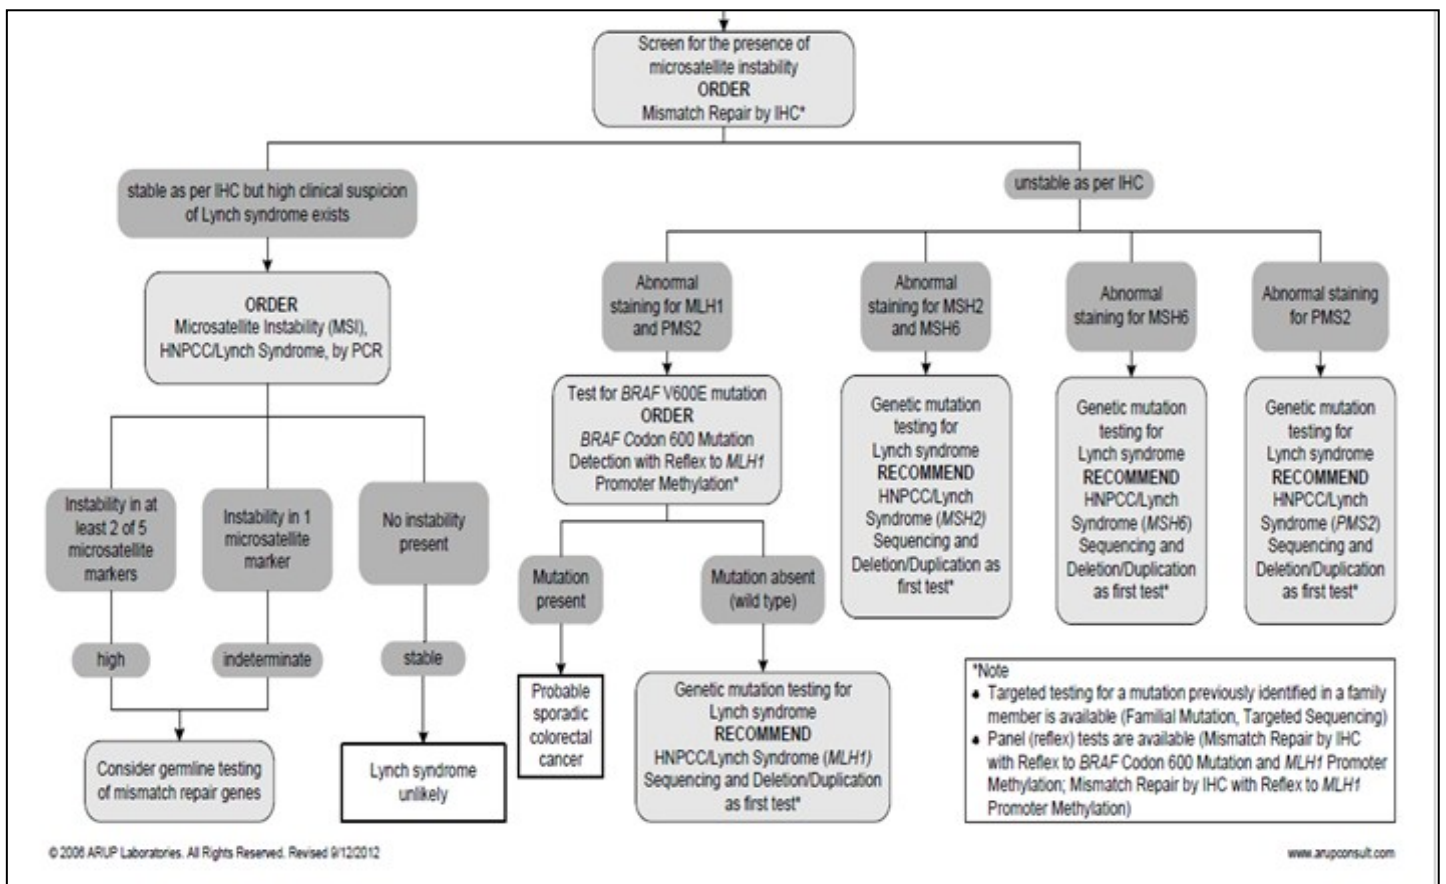 Screen for the presence of
microsatellite instability
ORDER
Mismatch Repair by IHC*
stable as per IHC but high clinical suspicion
of Lynch syndrome exists
unstable as per IHC
ORDER
Microsatellite Instability (MSI),
HNPCC/Lynch Syndrome, by PCR
Abnormal
staining for MLH1
and PMS2
Abnormal
staining for MSH2
and MSH6
Abnormal
staining for MSH6
Abnormal staining
for PMS2
Test for BRAF V600E mutation
ORDER
BRAF Codon 600 Mutation
Detection with Reflex to MLH1
Promoter Methylation*
Genetic mutation
testing for
Lynch syndrome
RECOMMEND
HNPCC/Lynch
Syndrome (MSH2)
Sequencing and
Deletion/Duplication as
first test*
Genetic mutation
testing for
Lynch syndrome
RECOMMEND
HNPCC/Lynch
Syndrome (MSH6)
Sequencing and
Deletion/Duplication
as first test*
Genetic mutation
testing for
Lynch syndrome
RECOMMEND
HNPCC/Lynch
Syndrome (PMS2)
Sequencing and
Deletion/Duplication
as first test*
Instability in at
least 2 of 5
microsatellite
markers
Instability in 1
microsatellite
marker
No instability
present
Mutation
present
Mutation absent
(wild type)
high
indeterminate
stable
Consider germline testing
of mismatch repair genes
Lynch syndrome
unlikely
Probable
sporadic
colorectal
cancer
Genetic mutation testing for
Lynch syndrome
RECOMMEND
HNPCC/Lynch Syndrome (MLH1)
Sequencing and Deletion/Duplication
as first test*
*Note
♠ Targeted testing for a mutation previously identified in a family
member is available (Familial Mutation, Targeted Sequencing)
♠ Panel (reflex) tests are available (Mismatch Repair by IHC
with Reflex to BRAF Codon 600 Mutation and MLH1 Promoter
Methylation; Mismatch Repair by IHC with Reflex to MLH1
Promoter Methylation)
© 2006 ARUP Laboratories. All Rights Reserved. Revised 9/12/2012
www.arupconsult.com